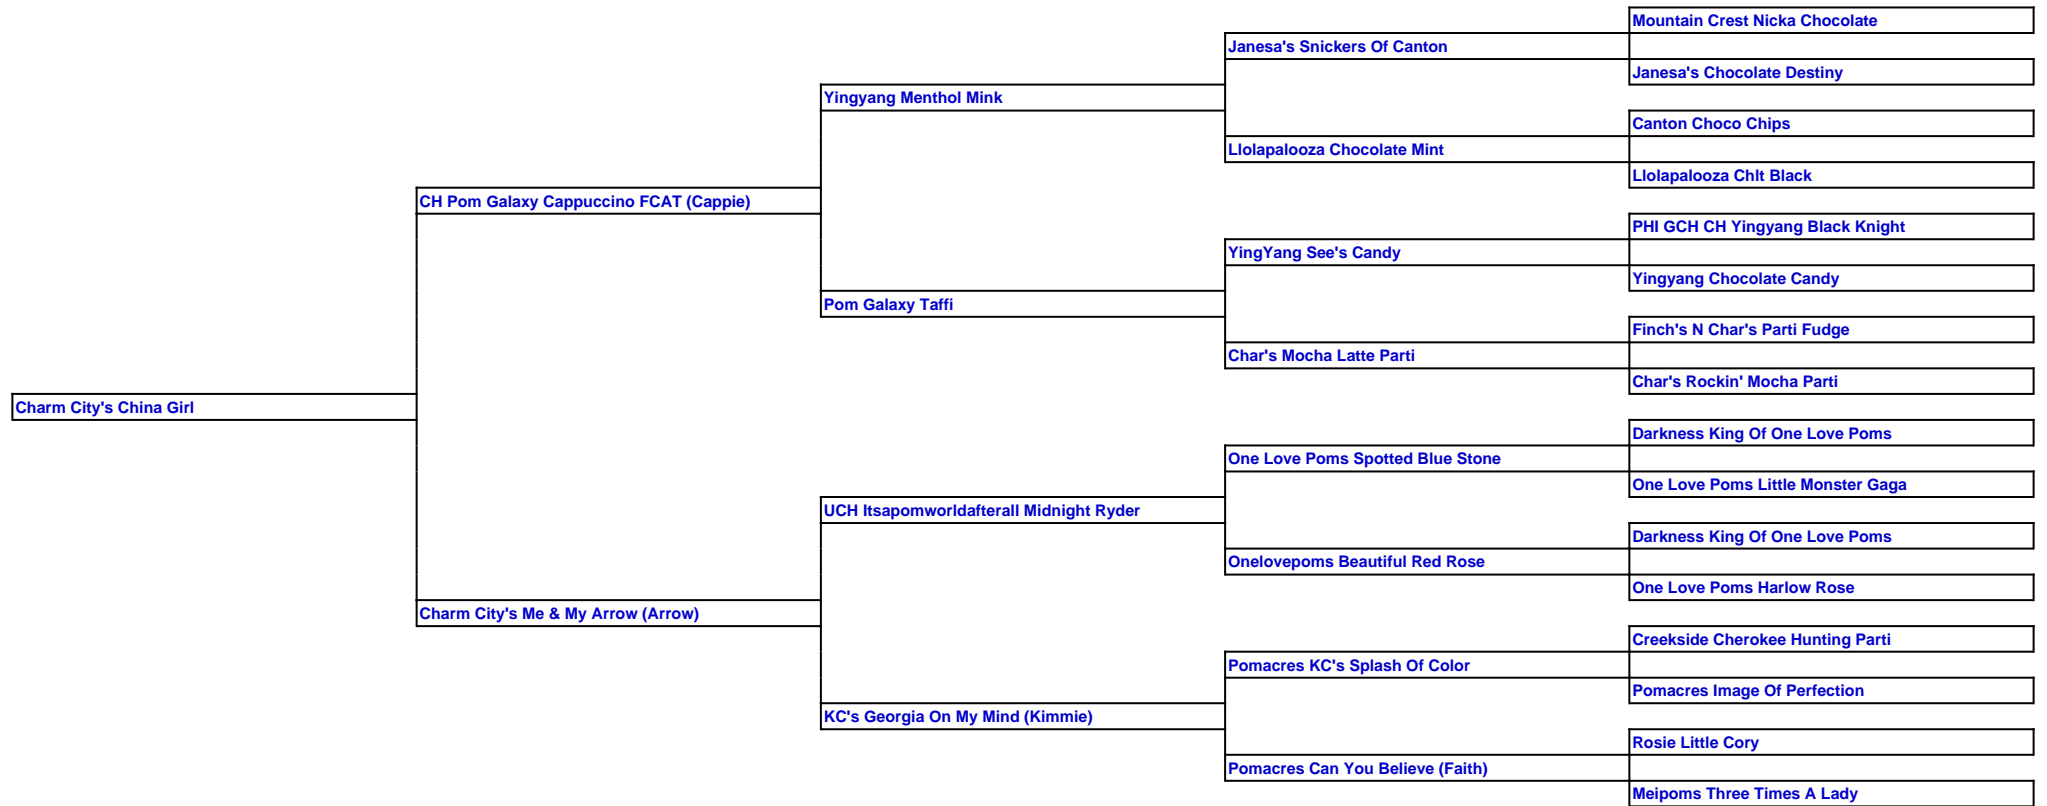 Mountain Crest Nicka Chocolate
Janesa's Snickers Of Canton
Janesa's Chocolate Destiny
Yingyang Menthol Mink
Canton Choco Chips
Llolapalooza Chocolate Mint
Llolapalooza Chlt Black
CH Pom Galaxy Cappuccino FCAT (Cappie)
PHI GCH CH Yingyang Black Knight
YingYang See's Candy
Yingyang Chocolate Candy
Pom Galaxy Taffi
Finch's N Char's Parti Fudge
Char's Mocha Latte Parti
Char's Rockin' Mocha Parti
Charm City's China Girl
Darkness King Of One Love Poms
One Love Poms Spotted Blue Stone
One Love Poms Little Monster Gaga
UCH Itsapomworldafterall Midnight Ryder
Darkness King Of One Love Poms
Onelovepoms Beautiful Red Rose
One Love Poms Harlow Rose
Charm City's Me & My Arrow (Arrow)
Creekside Cherokee Hunting Parti
Pomacres KC's Splash Of Color
Pomacres Image Of Perfection
KC's Georgia On My Mind (Kimmie)
Rosie Little Cory
Pomacres Can You Believe (Faith)
Meipoms Three Times A Lady